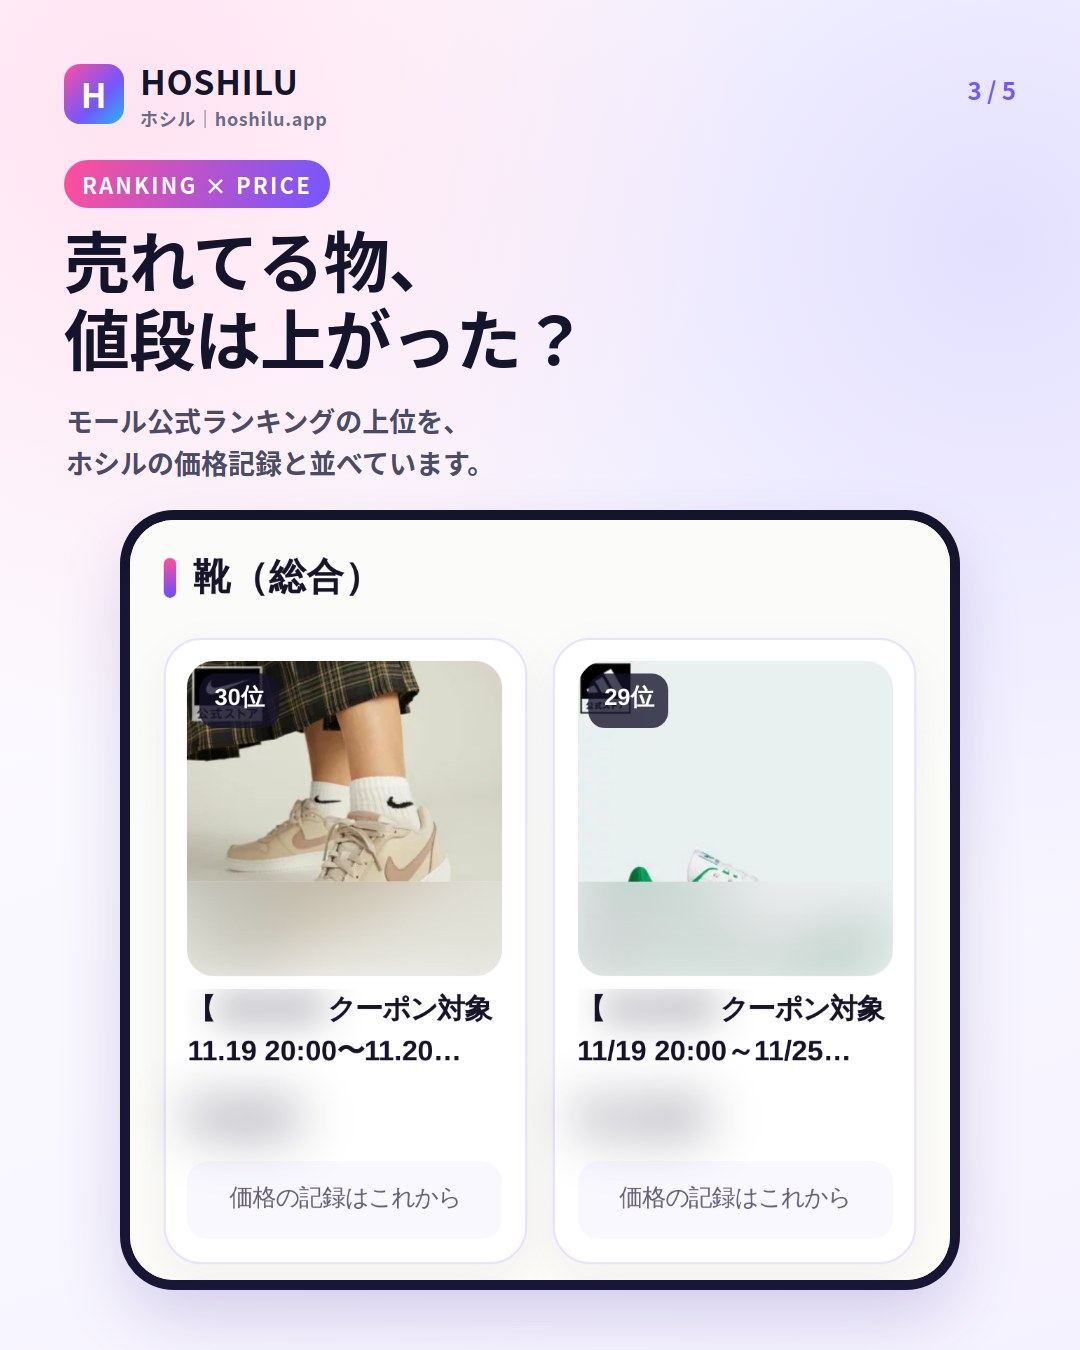 H
HOSHILU
ホシル｜hoshilu.app
3 / 5
RANKING × PRICE
売れてる物、
値段は上がった？
モール公式ランキングの上位を、
ホシルの価格記録と並べています。
靴（総合）
30位
公式ストア
29位
【 クーポン対象
11.19 20:00〜11.20…
価格の記録はこれから
【 クーポン対象
11/19 20:00～11/25…
価格の記録はこれから